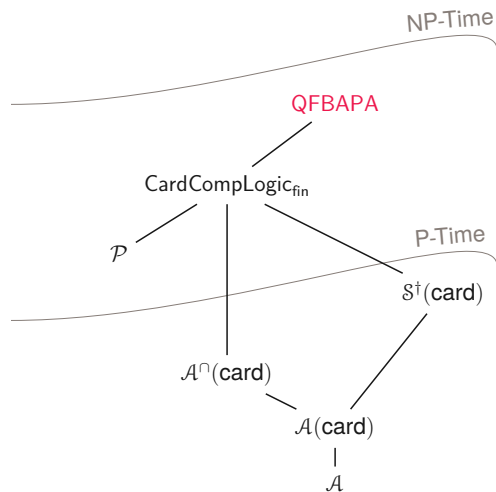 NP-Time
QFBAPA
CardCompLogic_fin
𝒫
P-Time
𝒮†(card)
𝒜∩(card)
𝒜(card)
𝒜